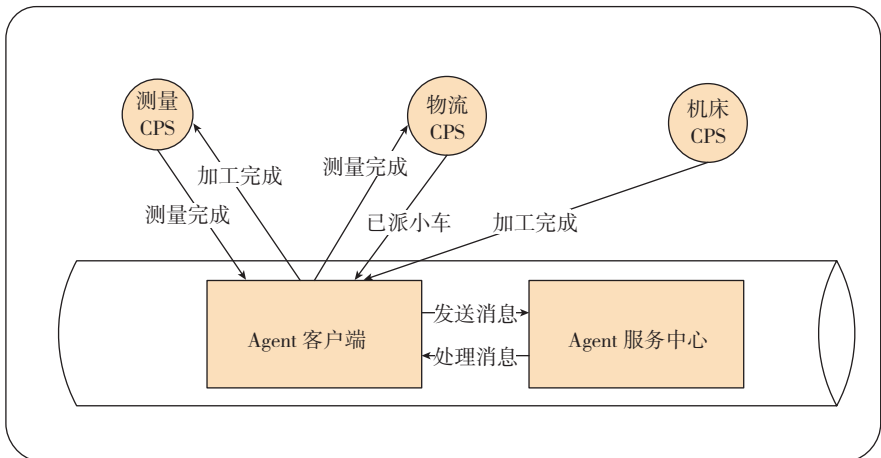 测量
CPS
物流
CPS
机床
CPS
加工完成
测量完成
测量完成
已派小车
加工完成
Agent 客户端
发送消息
处理消息
Agent 服务中心